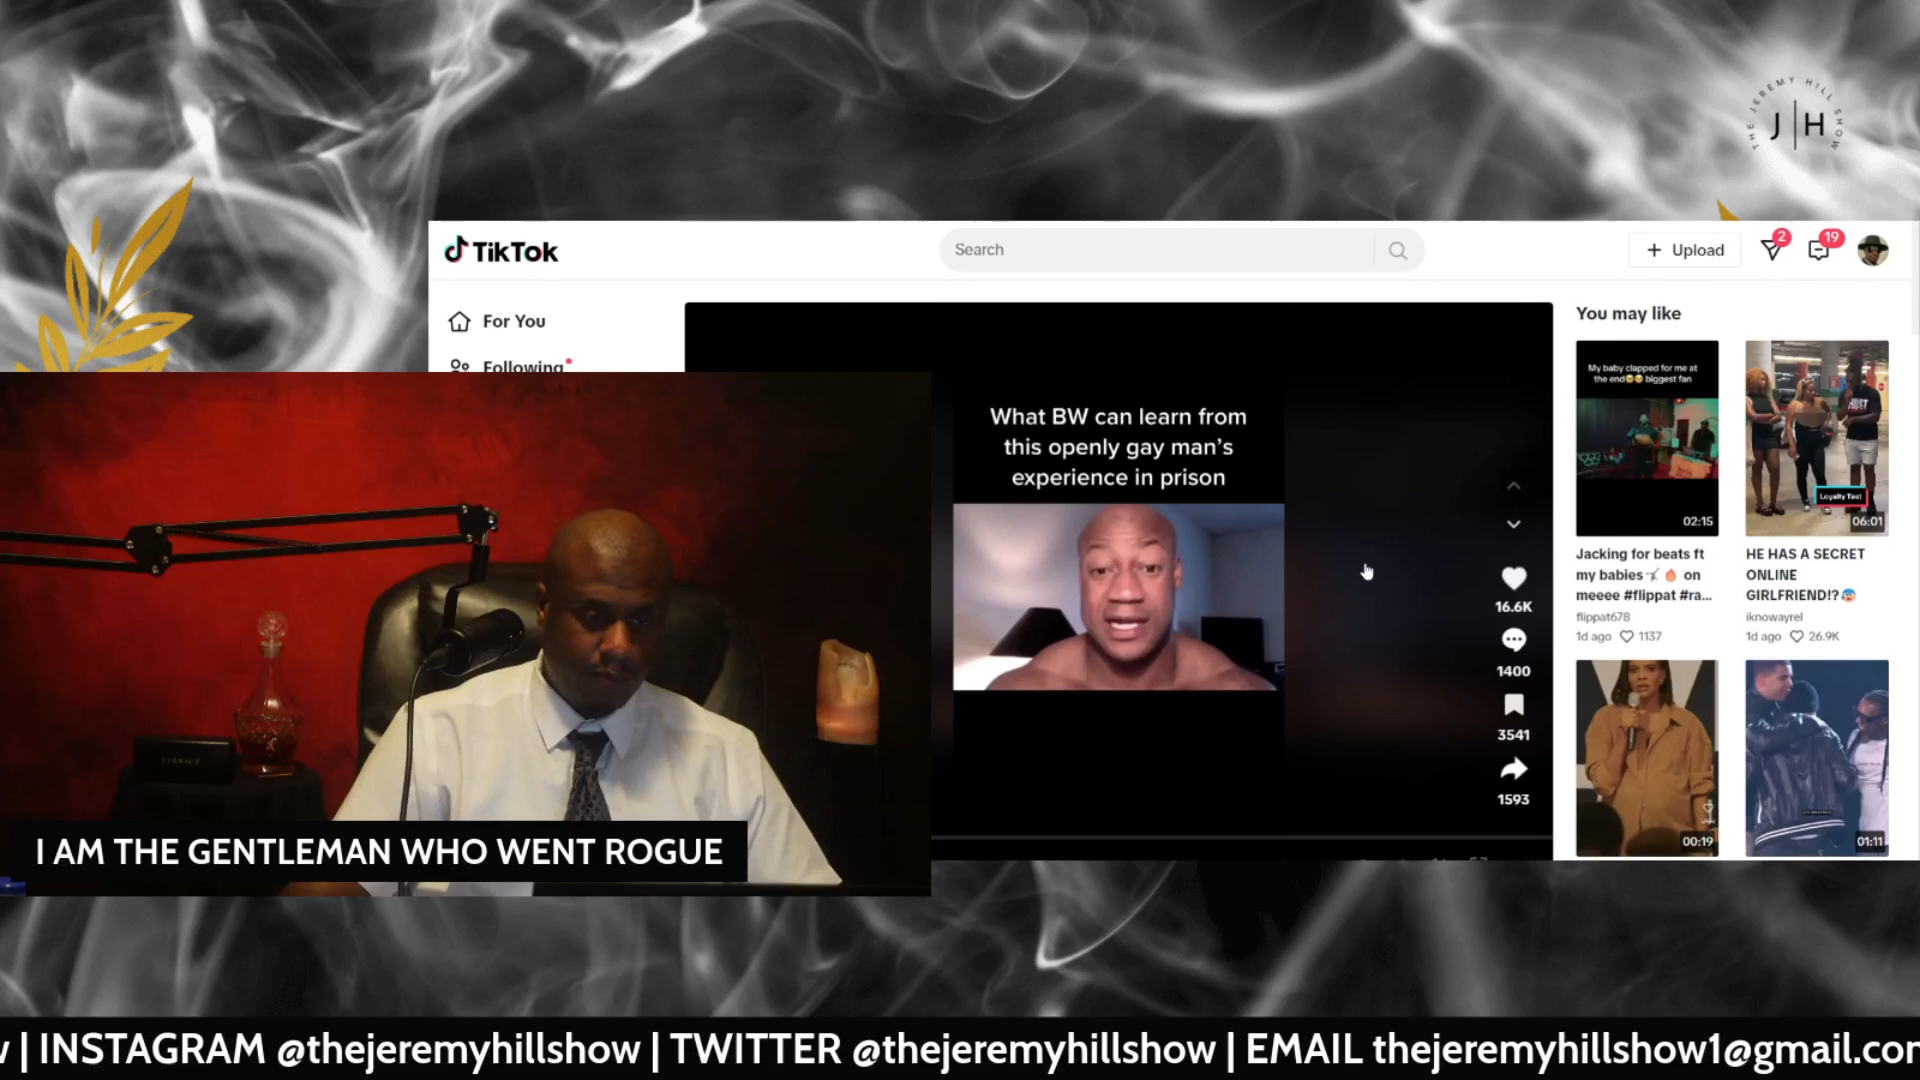 THE JEREMY HILL SHOW
J|H
TikTok
Search
+ Upload
2
19
For You
Following
You may like
What BW can learn from
this openly gay man's
experience in prison
My baby clapped for me at
the end🥹🥹 biggest fan
02:15
Loyalty Test
06:01
Jacking for beats ft
my babies🔫🔥 on
meeee #flippat #ra...
flippat678
1d ago 1137
HE HAS A SECRET
ONLINE
GIRLFRIEND!?😨
iknowayrel
1d ago 26.9K
16.6K
1400
3541
1593
00:19
01:11
VERSACE
I AM THE GENTLEMAN WHO WENT ROGUE
| INSTAGRAM @thejeremyhillshow | TWITTER @thejeremyhillshow | EMAIL thejeremyhillshow1@gmail.com